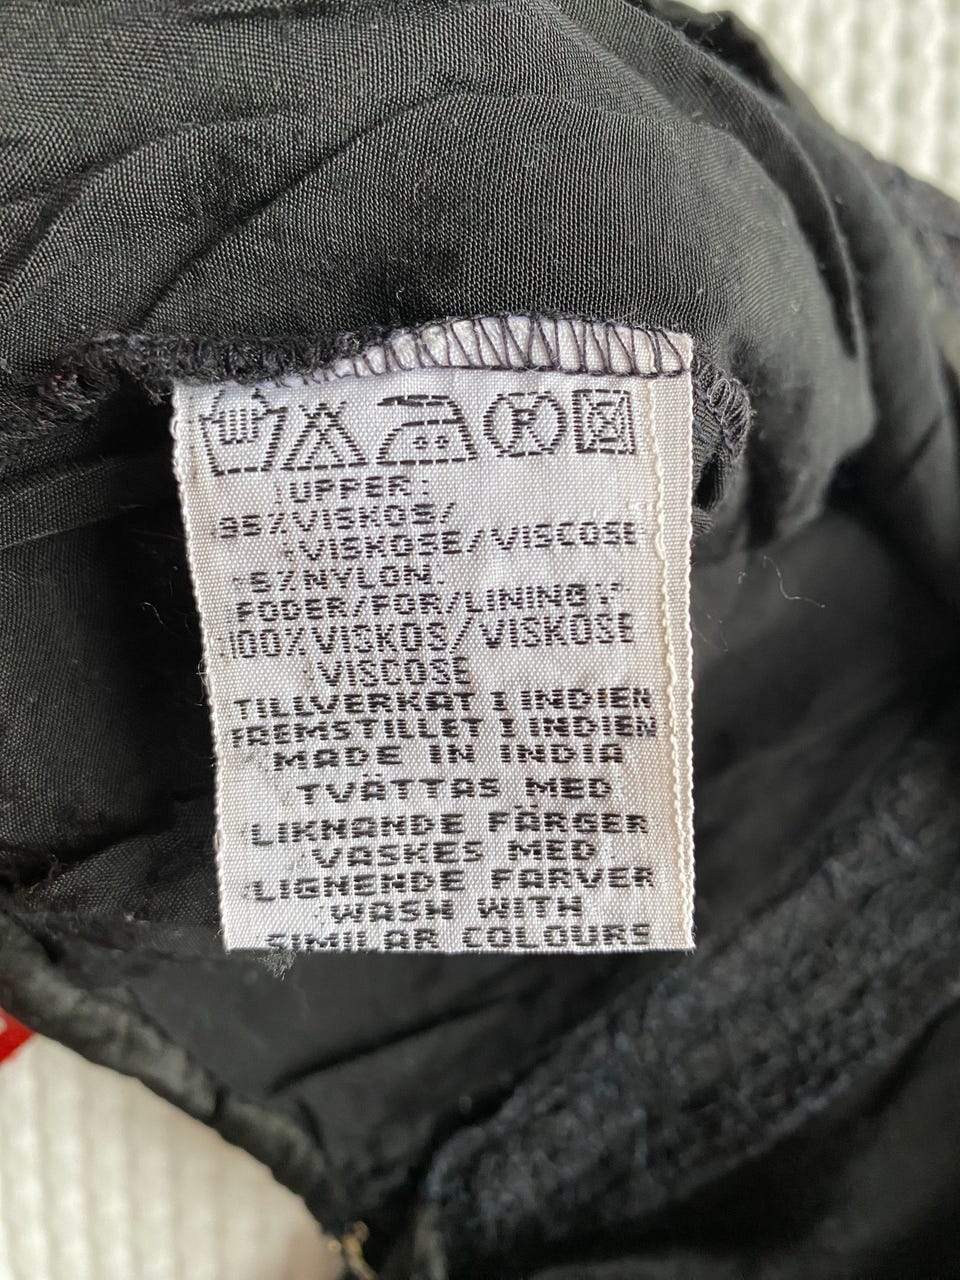 UPPER:
95%VISKOS/
VISKOSE/VISCOSE
5%NYLON.
FODER/FOR/LINING:
100%VISKOS/VISKOSE
VISCOSE
TILLVERKAT I INDIEN
FREMSTILLET I INDIEN
MADE IN INDIA
TVÄTTAS MED
LIKNANDE FÄRGER
VASKES MED
LIGNENDE FARVER
WASH WITH
SIMILAR COLOURS